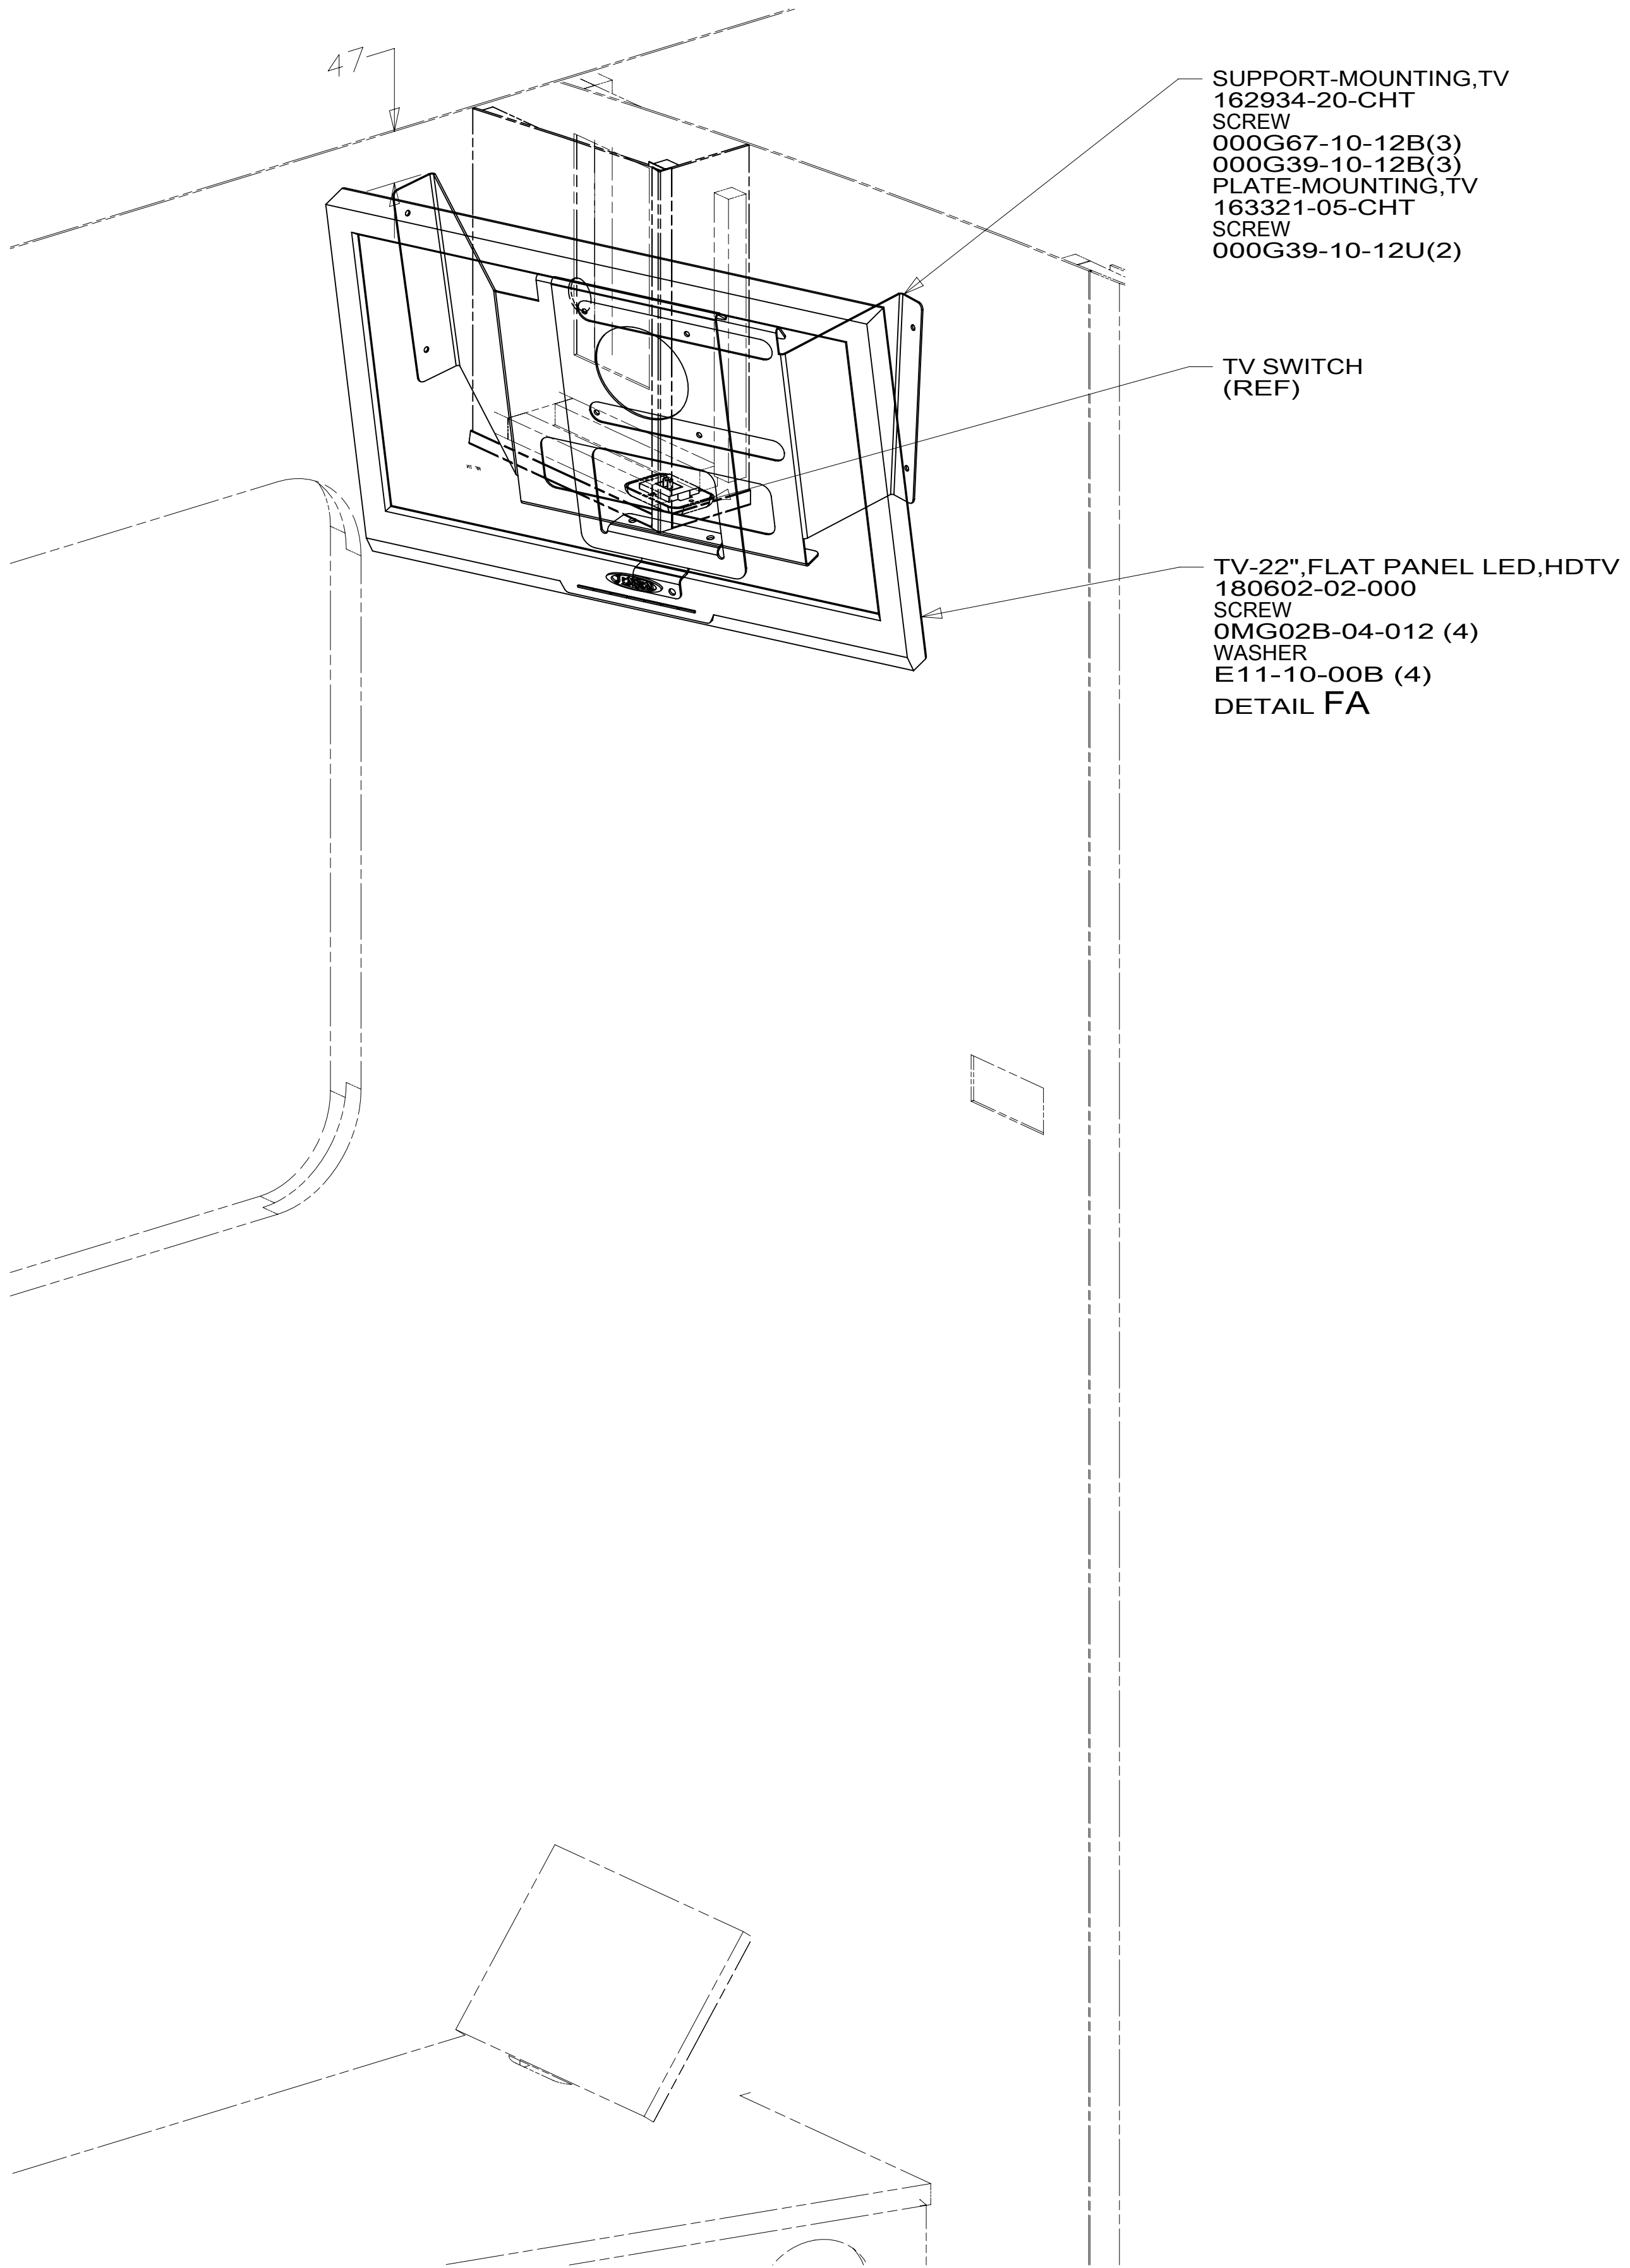 47
SUPPORT-MOUNTING,TV
162934-20-CHT
SCREW
000G67-10-12B(3)
000G39-10-12B(3)
PLATE-MOUNTING,TV
163321-05-CHT
SCREW
000G39-10-12U(2)
TV SWITCH
(REF)
TV-22",FLAT PANEL LED,HDTV
180602-02-000
SCREW
0MG02B-04-012 (4)
WASHER
E11-10-00B (4)
DETAIL FA